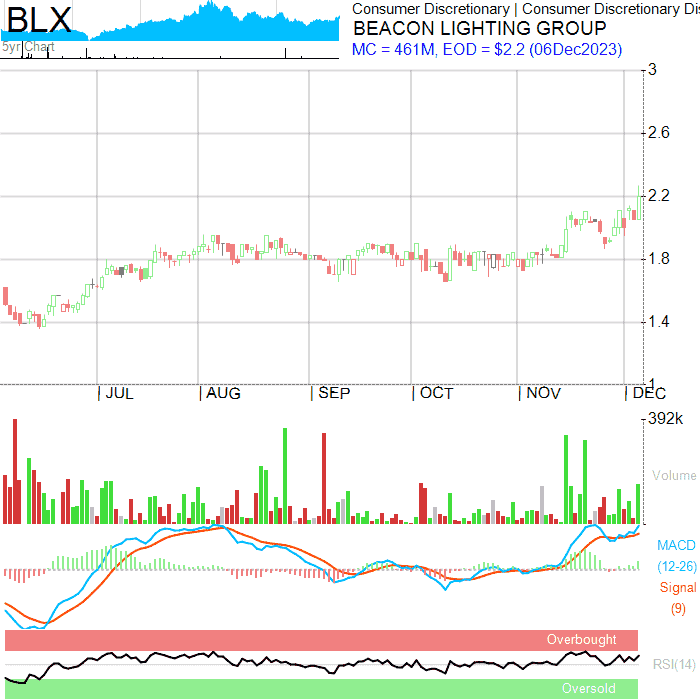 BLX
5yr Chart
Consumer Discretionary | Consumer Discretionary Dis
BEACON LIGHTING GROUP
MC = 461M, EOD = $2.2 (06Dec2023)
3
2.6
2.2
1.8
1.4
1
| JUL | AUG | SEP | OCT | NOV | DEC
392k
Volume
MACD
(12-26)
Signal
(9)
Overbought
RSI(14)
Oversold